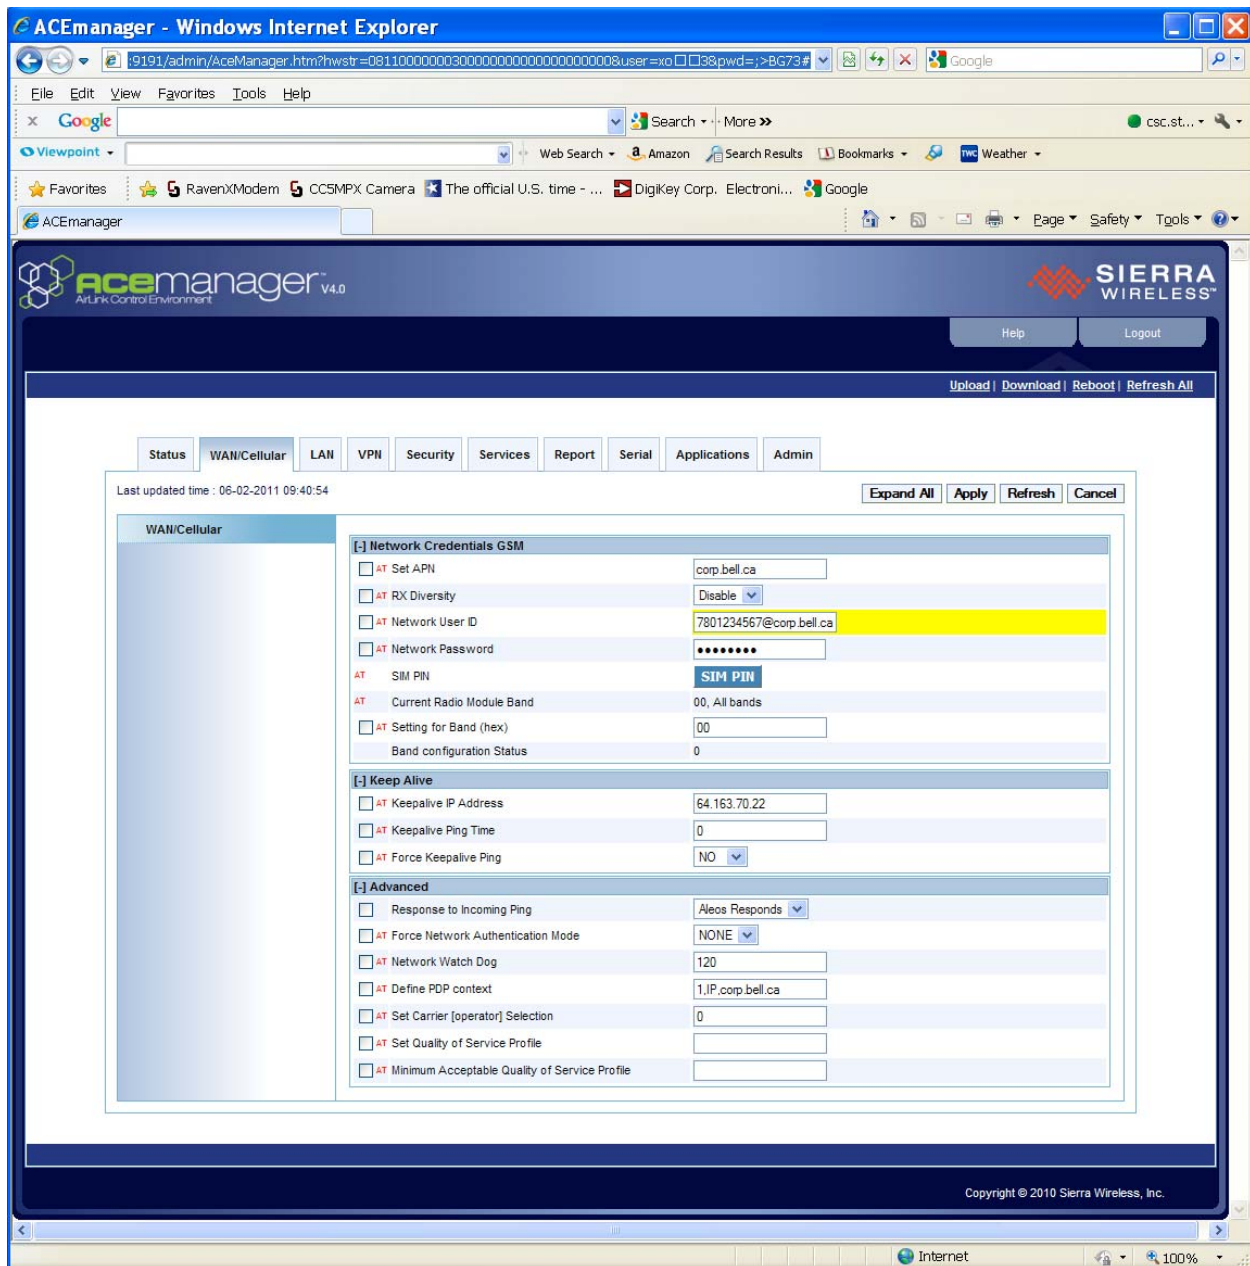 ACEmanager - Windows Internet Explorer
:9191/admin/AceManager.htm?hwstr=
Google
File Edit View Favorites Tools Help
x Google Search More >> csc.st...
Viewpoint Web Search Amazon Search Results Bookmarks Weather
Favorites RavenXModem CC5MPX Camera The official U.S. time - ... DigiKey Corp. Electroni... Google
ACEmanager Page Safety Tools
Acemanager™ V4.0
AirLink Control Environment
SIERRA
WIRELESS™
Help Logout
Upload | Download | Reboot | Refresh All
Status WAN/Cellular LAN VPN Security Services Report Serial Applications Admin
Last updated time : 06-02-2011 09:40:54
Expand All Apply Refresh Cancel
WAN/Cellular
[-] Network Credentials GSM
AT Set APN corp.bell.ca
AT RX Diversity Disable
AT Network User ID 7801234567@corp.bell.ca
AT Network Password ••••••••
AT SIM PIN SIM PIN
AT Current Radio Module Band 00, All bands
AT Setting for Band (hex) 00
Band configuration Status 0
[-] Keep Alive
AT Keepalive IP Address 64.163.70.22
AT Keepalive Ping Time 0
AT Force Keepalive Ping NO
[-] Advanced
Response to Incoming Ping Aleos Responds
AT Force Network Authentication Mode NONE
AT Network Watch Dog 120
AT Define PDP context 1,IP,corp.bell.ca
AT Set Carrier [operator] Selection 0
AT Set Quality of Service Profile
AT Minimum Acceptable Quality of Service Profile
Copyright © 2010 Sierra Wireless, Inc.
Internet 100%